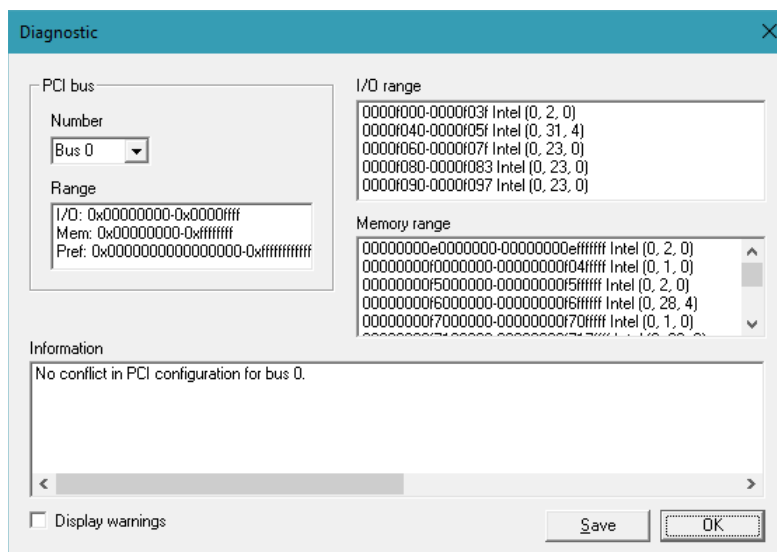 Diagnostic
PCI bus
Number
Bus 0
Range
I/O: 0x00000000-0x0000ffff
Mem: 0x00000000-0xffffffff
Pref: 0x0000000000000000-0xffffffffffff
I/O range
0000f000-0000f03f Intel (0, 2, 0)
0000f040-0000f05f Intel (0, 31, 4)
0000f060-0000f07f Intel (0, 23, 0)
0000f080-0000f083 Intel (0, 23, 0)
0000f090-0000f097 Intel (0, 23, 0)
Memory range
00000000e0000000-00000000efffffff Intel (0, 2, 0)
00000000f0000000-00000000f04fffff Intel (0, 1, 0)
00000000f5000000-00000000f5ffffff Intel (0, 2, 0)
00000000f6000000-00000000f6ffffff Intel (0, 28, 4)
00000000f7000000-00000000f70fffff Intel (0, 1, 0)
Information
No conflict in PCI configuration for bus 0.
Display warnings
Save
OK